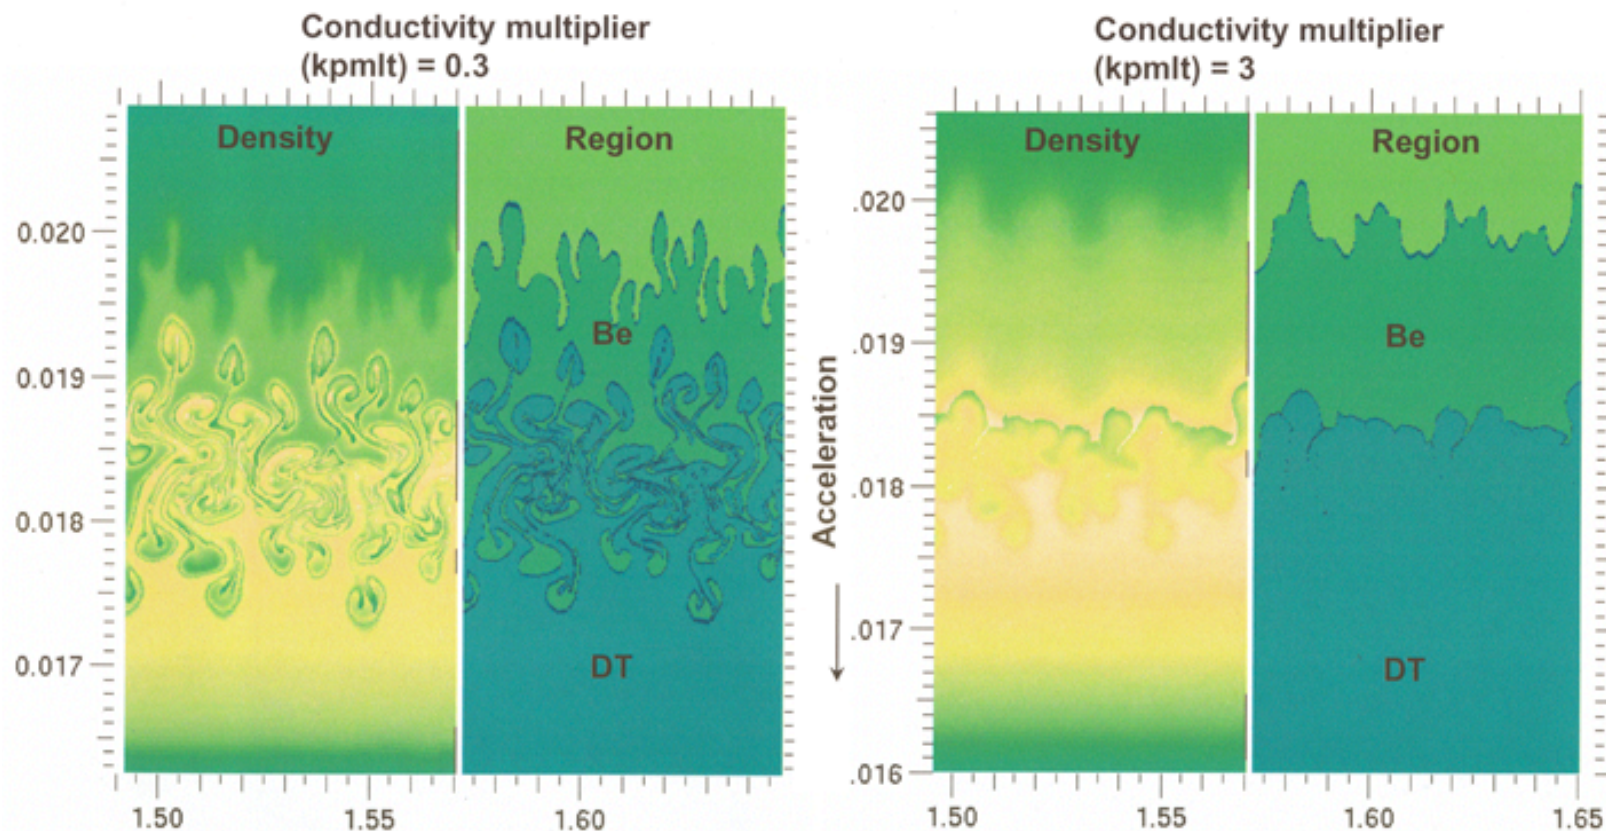 Conductivity multiplier
(kpmlt) = 0.3
Density
Region
0.020
0.019
0.018
0.017
Be
DT
1.50
1.55
1.60
Acceleration
Conductivity multiplier
(kpmlt) = 3
Density
Region
.020
.019
.018
.017
.016
Be
DT
1.50
1.55
1.60
1.65